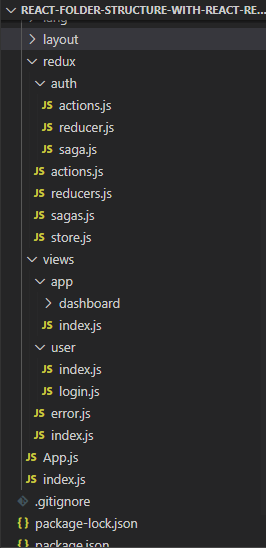 REACT-FOLDER-STRUCTURE-WITH-REACT-RE...
lang
layout
redux
auth
JS actions.js
JS reducer.js
JS saga.js
JS actions.js
JS reducers.js
JS sagas.js
JS store.js
views
app
dashboard
JS index.js
user
JS index.js
JS login.js
JS error.js
JS index.js
JS App.js
JS index.js
.gitignore
{} package-lock.json
{} package.json